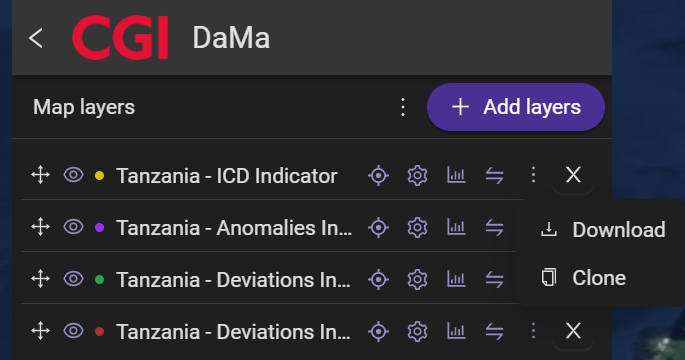 CGI DaMa
Map layers
Add layers
Tanzania - ICD Indicator
Tanzania - Anomalies In...
Download
Tanzania - Deviations In...
Clone
Tanzania - Deviations In...